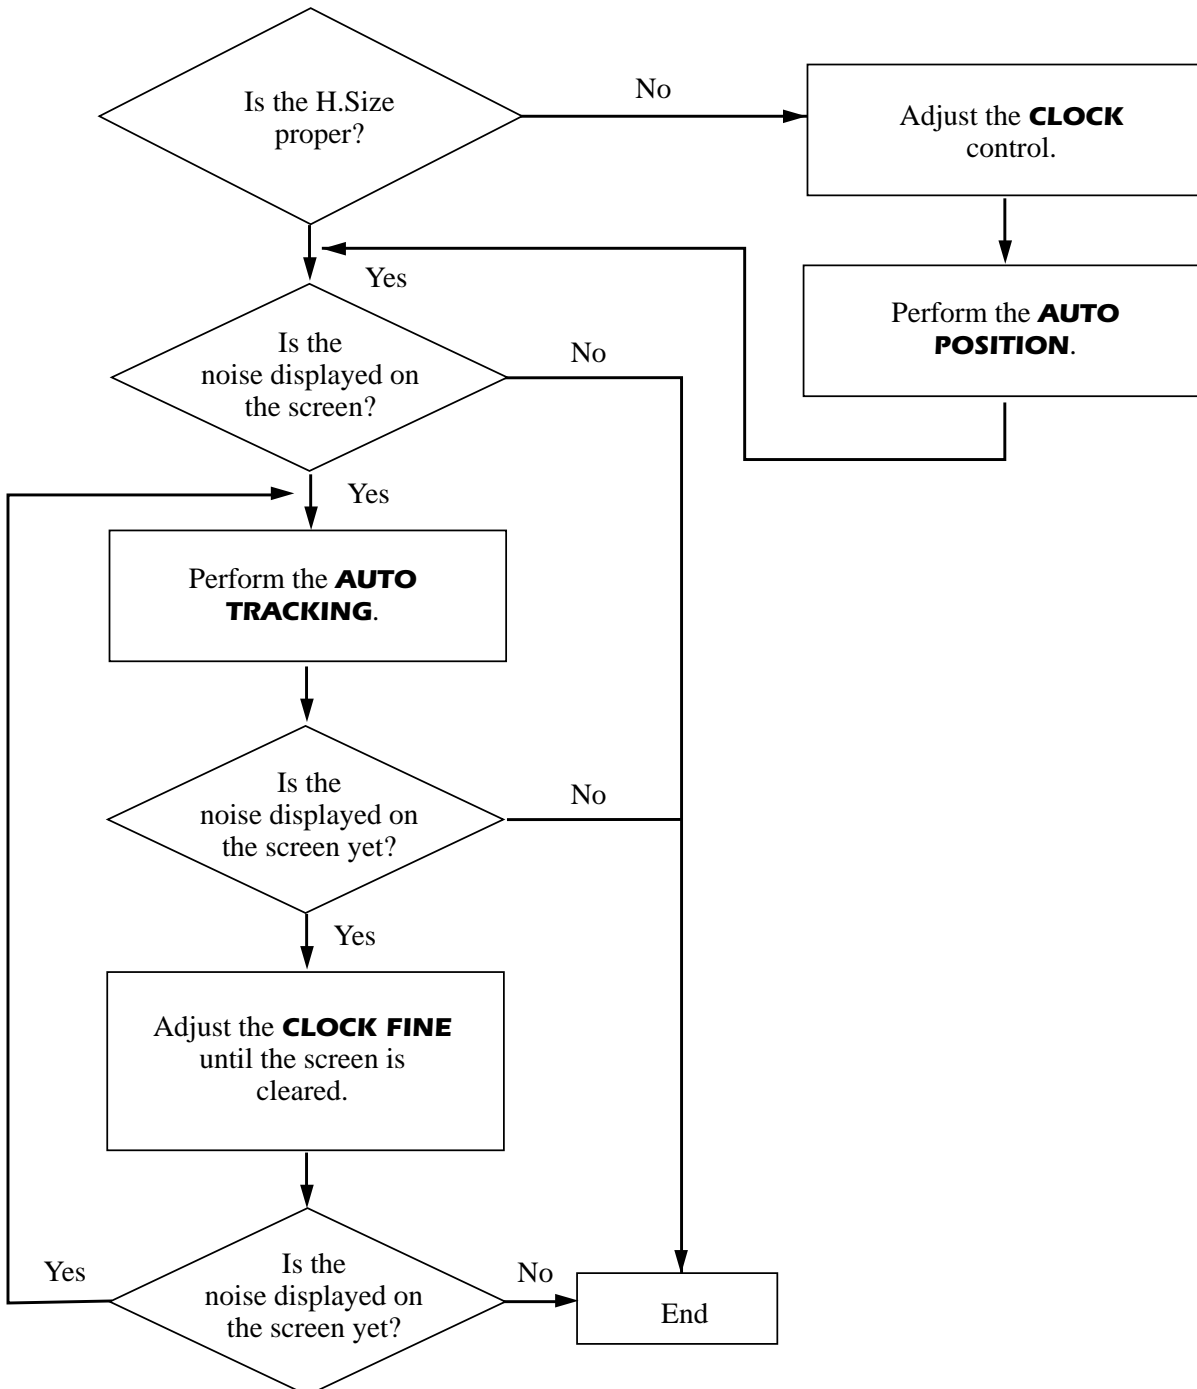 Is the H.Size
proper?
No
Adjust the CLOCK
control.
Yes
Perform the AUTO
POSITION.
Is the
noise displayed on
the screen?
No
Yes
Perform the AUTO
TRACKING.
Is the
noise displayed on
the screen yet?
No
Yes
Adjust the CLOCK FINE
until the screen is
cleared.
Is the
noise displayed on
the screen yet?
Yes
No
End